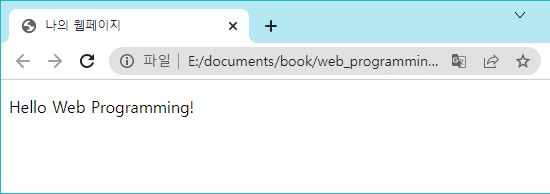 나의 웹페이지
파일 E:/documents/book/web_programmin...
Hello Web Programming!